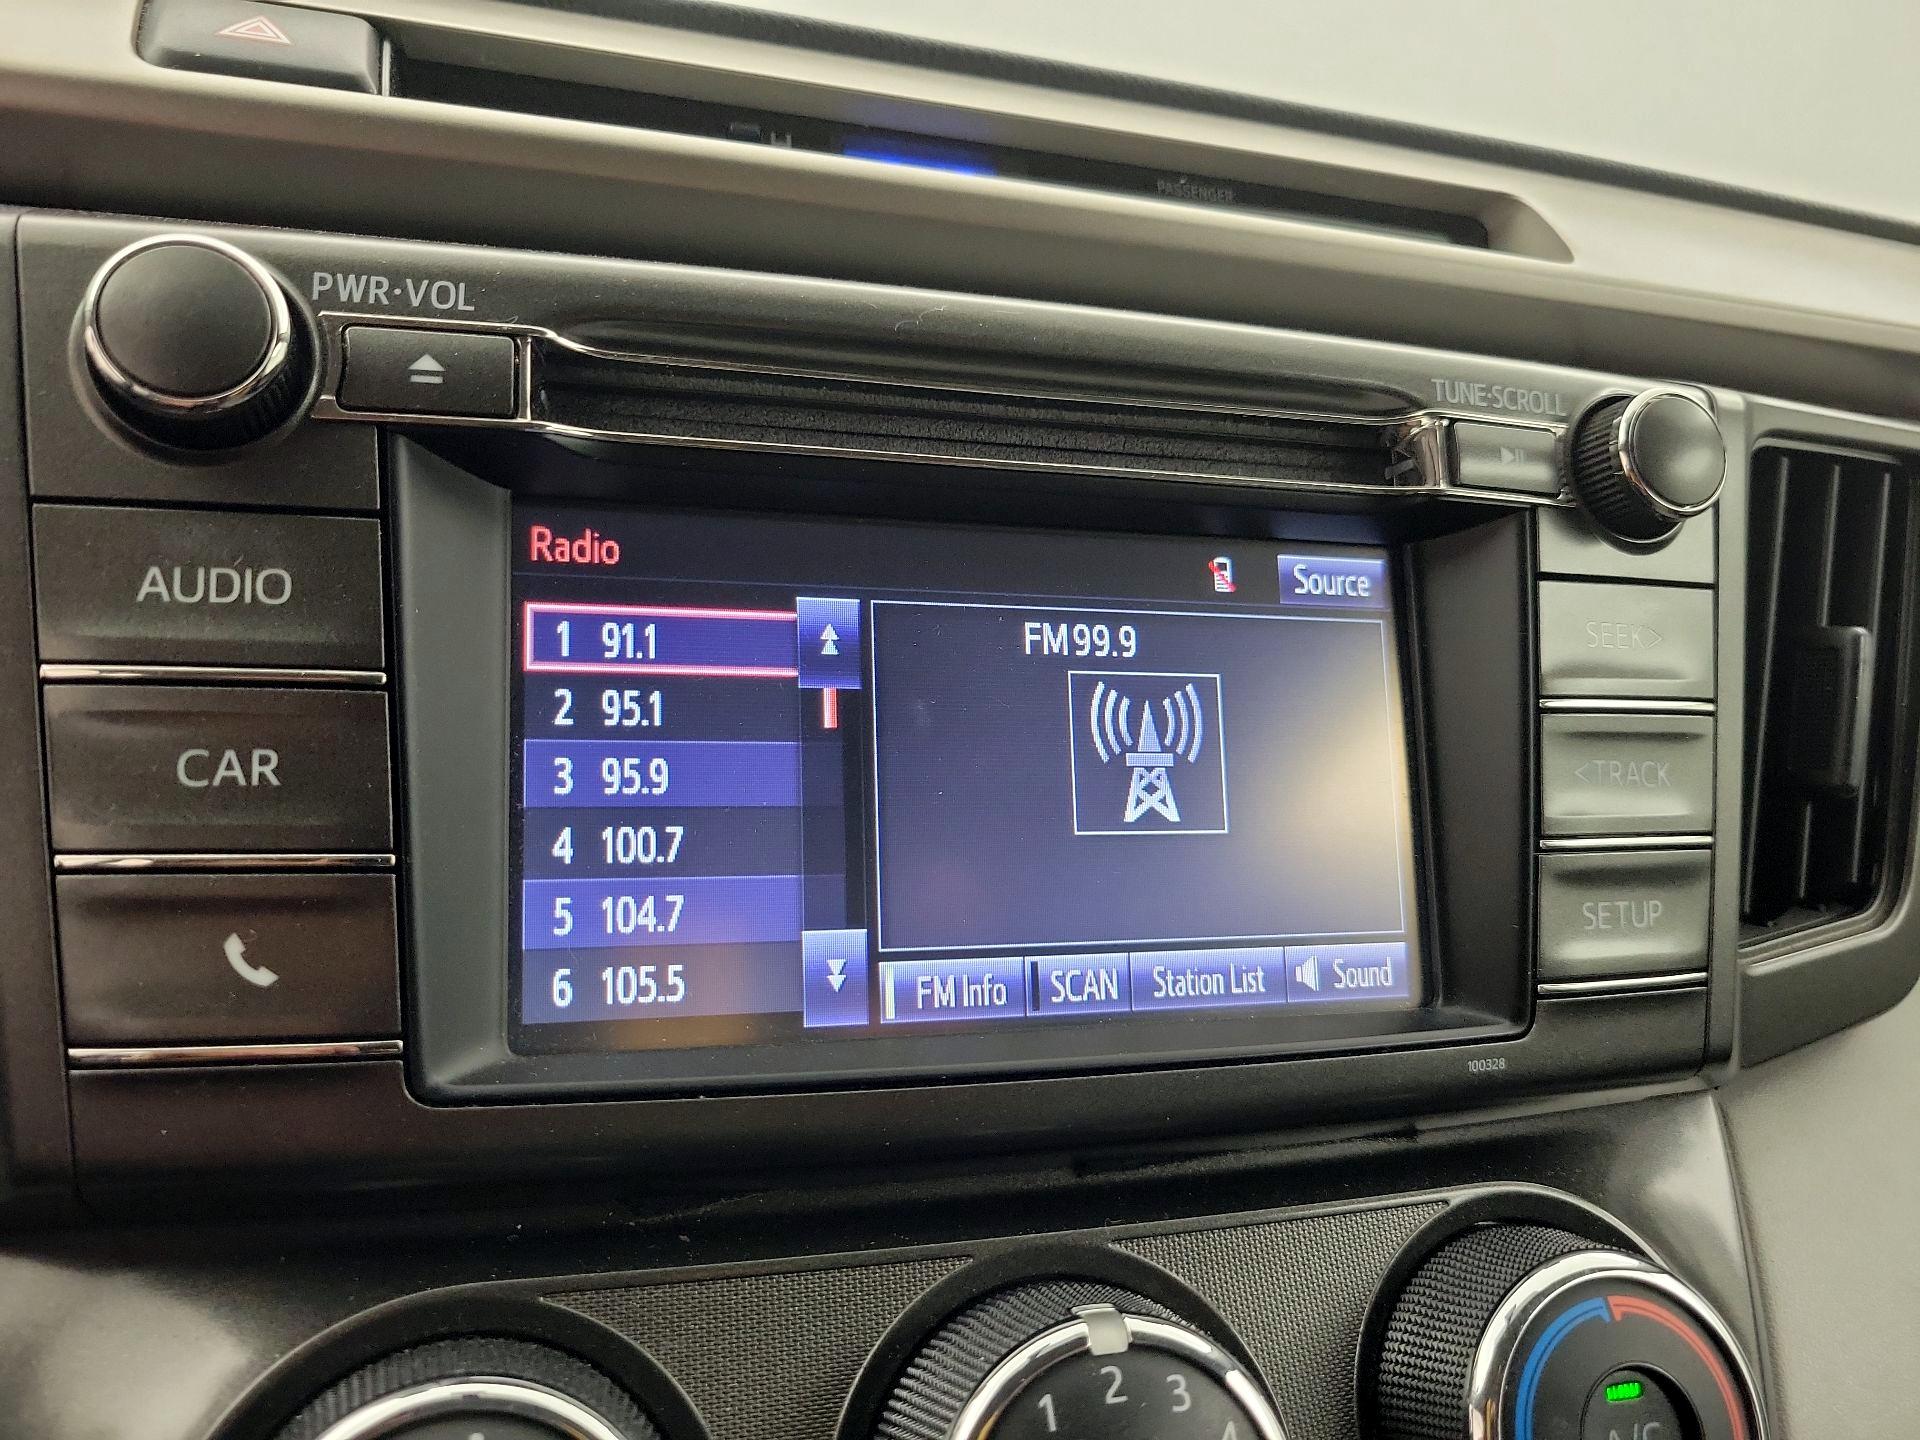 PASSENGER
PWR·VOL
TUNE·SCROLL
AUDIO
CAR
Radio
Source
1 91.1
2 95.1
3 95.9
4 100.7
5 104.7
6 105.5
FM 99.9
FM Info
SCAN
Station List
Sound
SEEK>
<TRACK
SETUP
100328
1 2 3 4
A/C